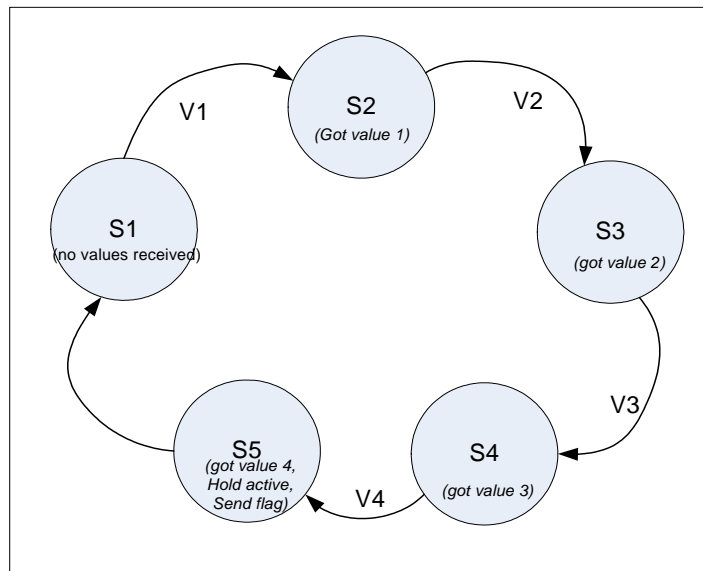 S2
(Got value 1)
V1
V2
S1
(no values received)
S3
(got value 2)
V3
S4
(got value 3)
V4
S5
(got value 4,
Hold active,
Send flag)